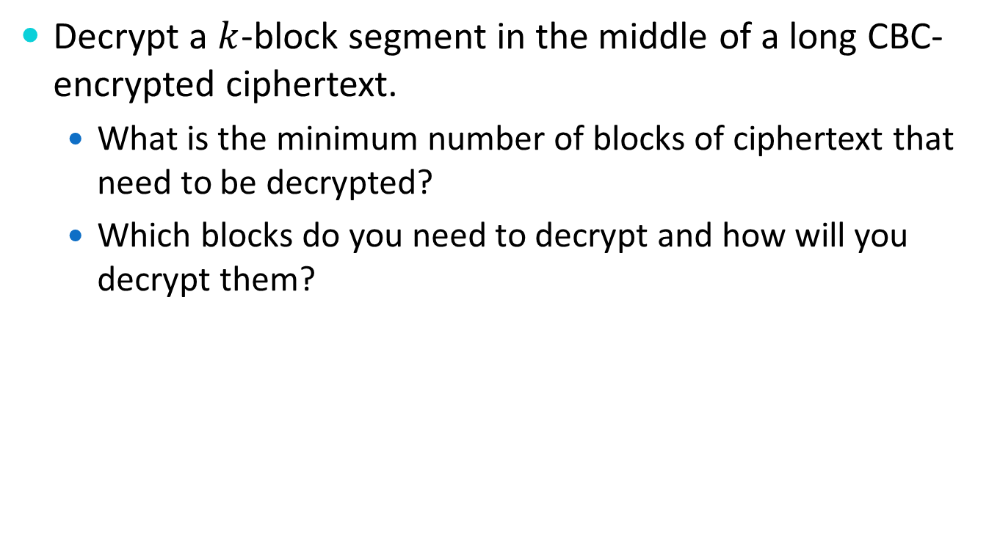 • Decrypt a k-block segment in the middle of a long CBC-
encrypted ciphertext.
• What is the minimum number of blocks of ciphertext that
need to be decrypted?
• Which blocks do you need to decrypt and how will you
decrypt them?